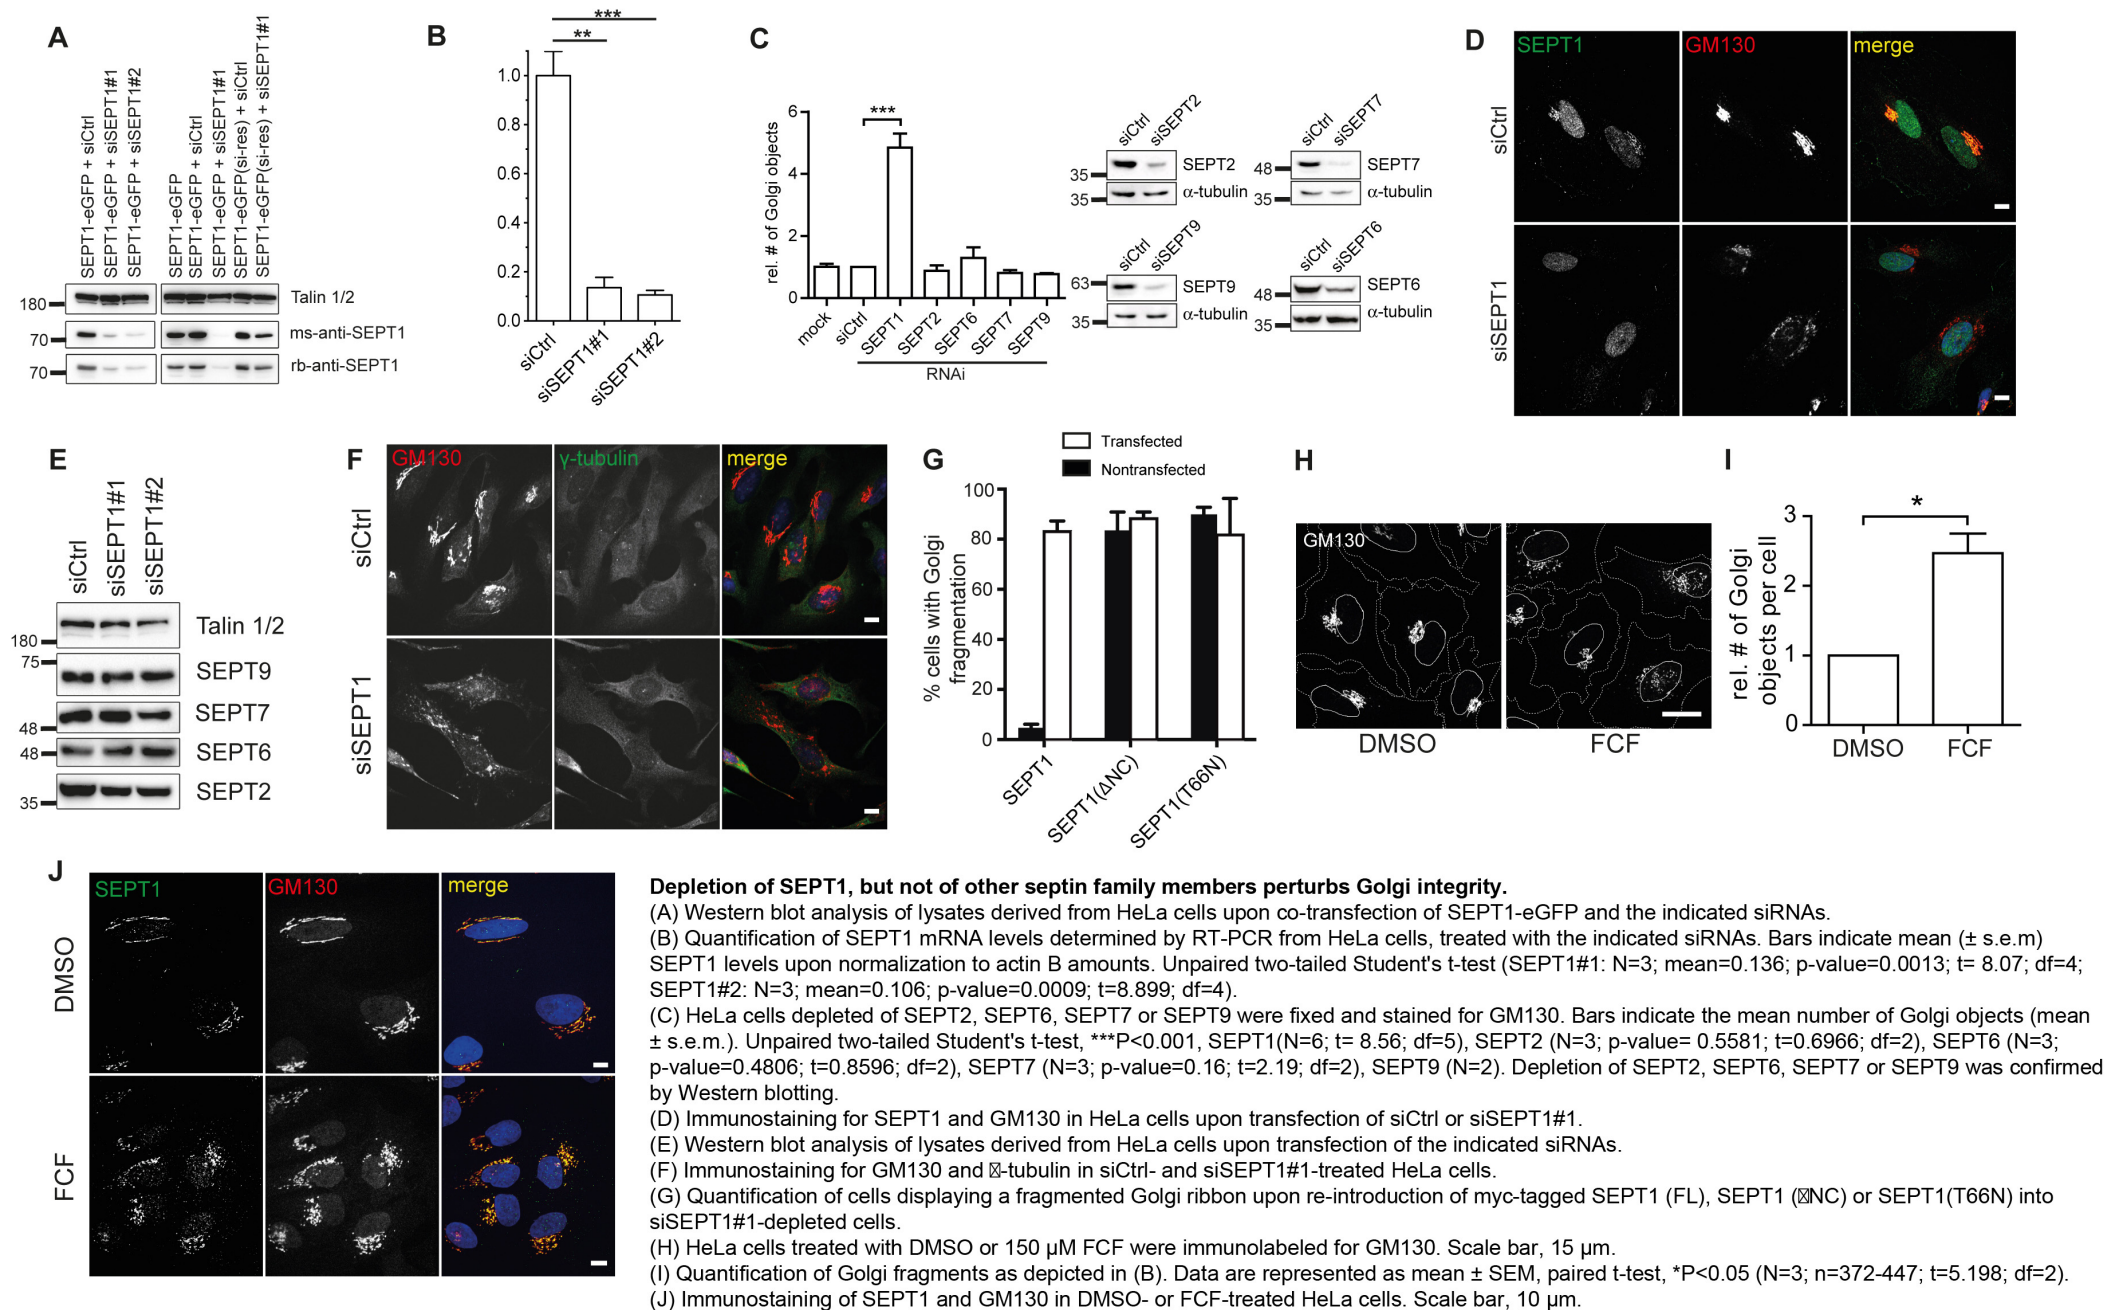 A
SEPT1-eGFP + siCtrl
SEPT1-eGFP + siSEPT1#1
SEPT1-eGFP + siSEPT1#2
SEPT1-eGFP
SEPT1-eGFP + siCtrl
SEPT1-eGFP + siSEPT1#1
SEPT1-eGFP(si-res) + siCtrl
SEPT1-eGFP(si-res) + siSEPT1#1
180
Talin 1/2
70
ms-anti-SEPT1
70
rb-anti-SEPT1
B
***
**
1.0
0.8
0.6
0.4
0.2
0.0
siCtrl
siSEPT1#1
siSEPT1#2
C
rel. # of Golgi objects
6
4
2
0
***
mock
siCtrl
SEPT1
SEPT2
SEPT6
SEPT7
SEPT9
RNAi
siCtrl
siSEPT2
35
SEPT2
35
α-tubulin
siCtrl
siSEPT7
48
SEPT7
35
α-tubulin
siCtrl
siSEPT9
63
SEPT9
35
α-tubulin
siCtrl
siSEPT6
48
SEPT6
35
α-tubulin
D
SEPT1
GM130
merge
siCtrl
siSEPT1
E
siCtrl
siSEPT1#1
siSEPT1#2
180
Talin 1/2
75
SEPT9
48
SEPT7
48
SEPT6
35
SEPT2
F
GM130
γ-tubulin
merge
siCtrl
siSEPT1
G
Transfected
Nontransfected
% cells with Golgi
fragmentation
100
80
60
40
20
0
SEPT1
SEPT1(ΔNC)
SEPT1(T66N)
H
GM130
DMSO
FCF
I
rel. # of Golgi
objects per cell
3
2
1
0
*
DMSO
FCF
J
SEPT1
GM130
merge
DMSO
FCF
Depletion of SEPT1, but not of other septin family members perturbs Golgi integrity.
(A) Western blot analysis of lysates derived from HeLa cells upon co-transfection of SEPT1-eGFP and the indicated siRNAs.
(B) Quantification of SEPT1 mRNA levels determined by RT-PCR from HeLa cells, treated with the indicated siRNAs. Bars indicate mean (± s.e.m)
SEPT1 levels upon normalization to actin B amounts. Unpaired two-tailed Student's t-test (SEPT1#1: N=3; mean=0.136; p-value=0.0013; t= 8.07; df=4;
SEPT1#2: N=3; mean=0.106; p-value=0.0009; t=8.899; df=4).
(C) HeLa cells depleted of SEPT2, SEPT6, SEPT7 or SEPT9 were fixed and stained for GM130. Bars indicate the mean number of Golgi objects (mean
± s.e.m.). Unpaired two-tailed Student's t-test, ***P<0.001, SEPT1(N=6; t= 8.56; df=5), SEPT2 (N=3; p-value= 0.5581; t=0.6966; df=2), SEPT6 (N=3;
p-value=0.4806; t=0.8596; df=2), SEPT7 (N=3; p-value=0.16; t=2.19; df=2), SEPT9 (N=2). Depletion of SEPT2, SEPT6, SEPT7 or SEPT9 was confirmed
by Western blotting.
(D) Immunostaining for SEPT1 and GM130 in HeLa cells upon transfection of siCtrl or siSEPT1#1.
(E) Western blot analysis of lysates derived from HeLa cells upon transfection of the indicated siRNAs.
(F) Immunostaining for GM130 and -tubulin in siCtrl- and siSEPT1#1-treated HeLa cells.
(G) Quantification of cells displaying a fragmented Golgi ribbon upon re-introduction of myc-tagged SEPT1 (FL), SEPT1 (NC) or SEPT1(T66N) into
siSEPT1#1-depleted cells.
(H) HeLa cells treated with DMSO or 150 µM FCF were immunolabeled for GM130. Scale bar, 15 µm.
(I) Quantification of Golgi fragments as depicted in (B). Data are represented as mean ± SEM, paired t-test, *P<0.05 (N=3; n=372-447; t=5.198; df=2).
(J) Immunostaining of SEPT1 and GM130 in DMSO- or FCF-treated HeLa cells. Scale bar, 10 µm.